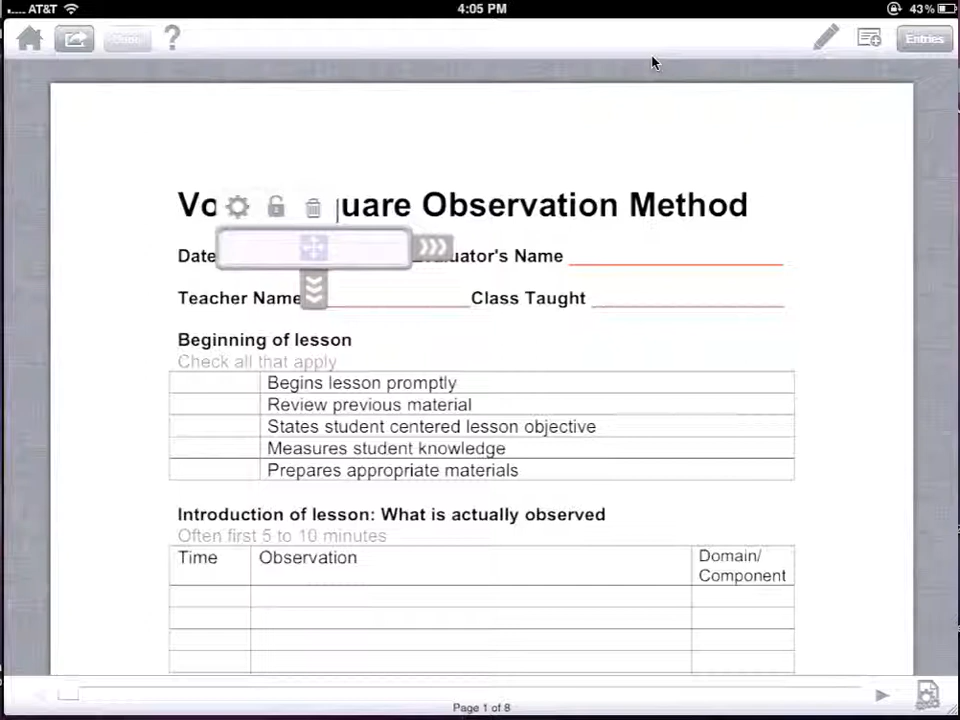 ..... AT&T 4:05 PM 43%
? Entries
Vo uare Observation Method
Date uator's Name
Teacher Name Class Taught
Beginning of lesson
Check all that apply
Begins lesson promptly
Review previous material
States student centered lesson objective
Measures student knowledge
Prepares appropriate materials
Introduction of lesson: What is actually observed
Often first 5 to 10 minutes
Time Observation Domain/
Component
Page 1 of 8